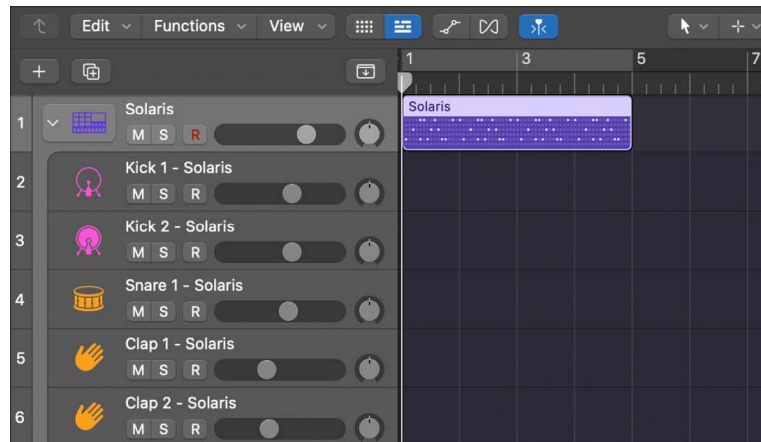 Edit Functions View
1 3 5 7
1 Solaris
M S R
Solaris
2 Kick 1 - Solaris
M S R
3 Kick 2 - Solaris
M S R
4 Snare 1 - Solaris
M S R
5 Clap 1 - Solaris
M S R
6 Clap 2 - Solaris
M S R